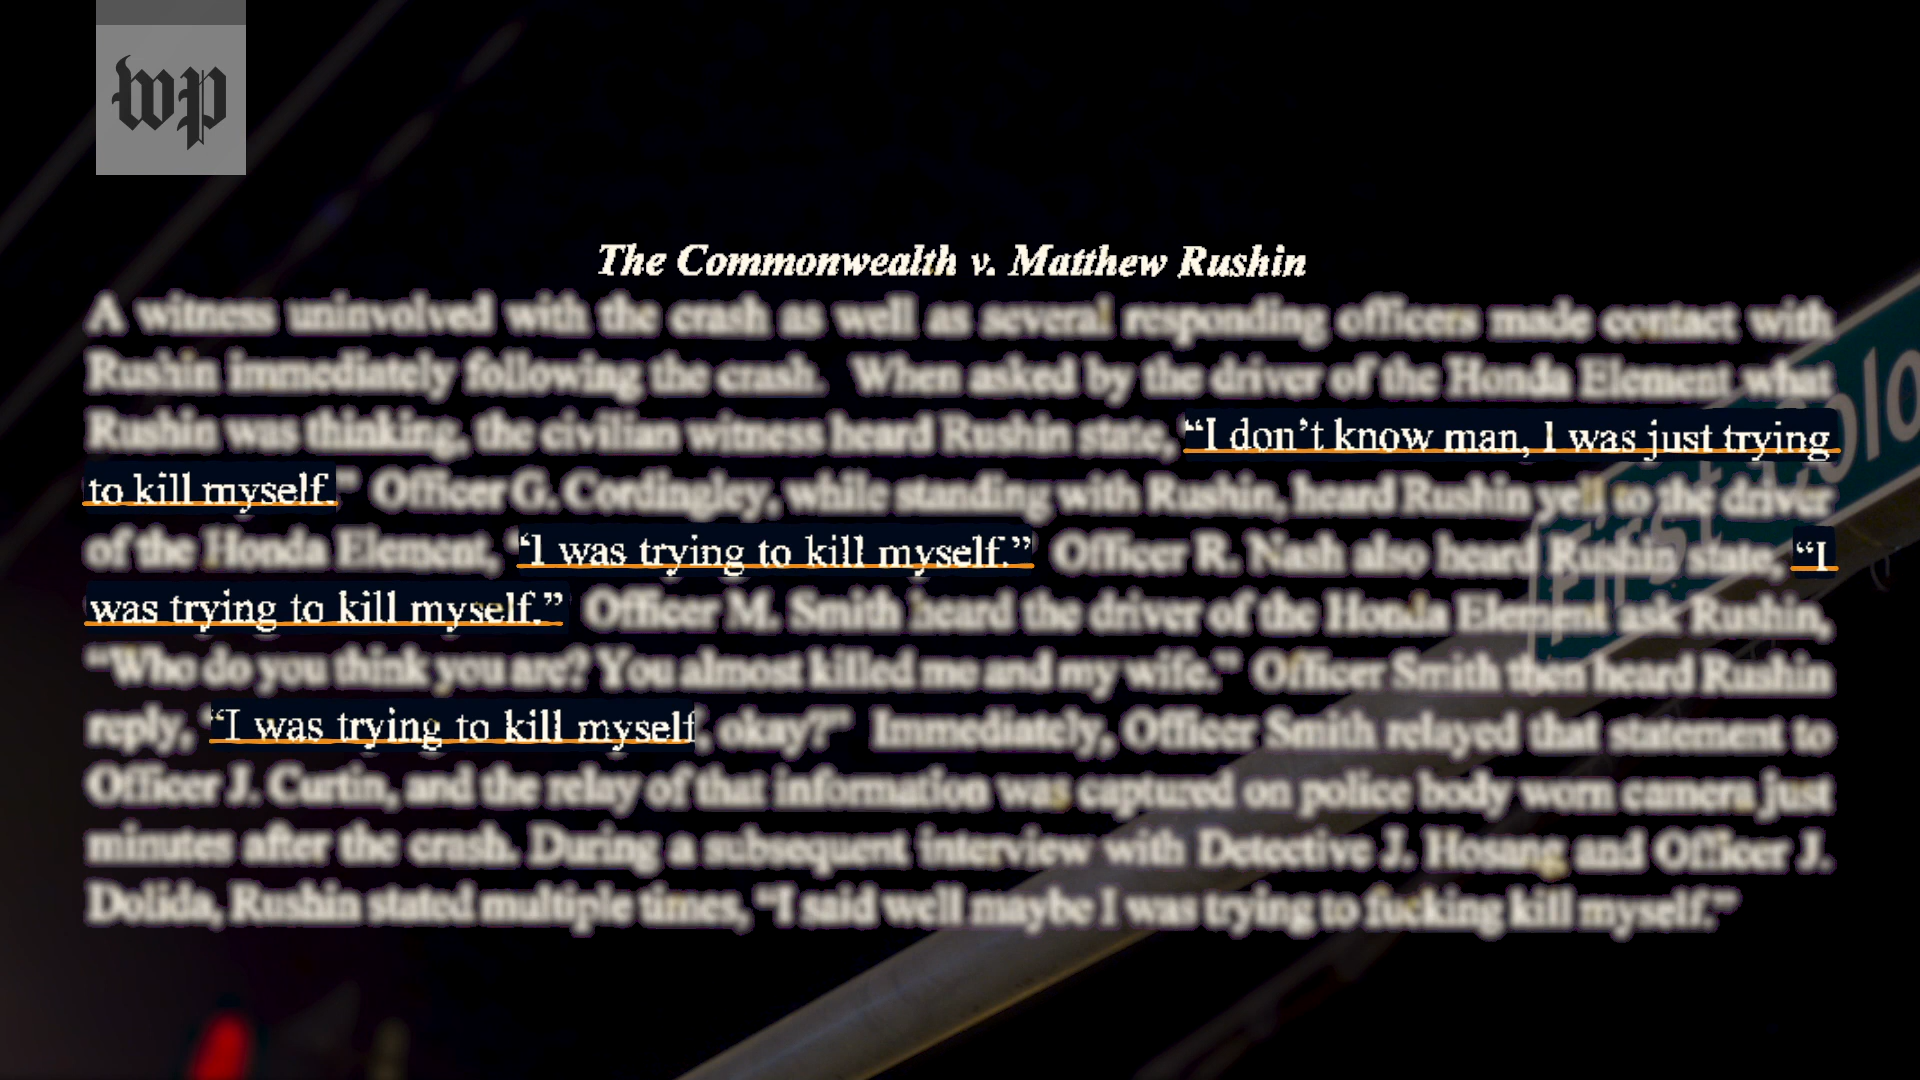 wp
The Commonwealth v. Matthew Rushin
A witness uninvolved with the crash as well as several responding officers made contact with
Rushin immediately following the crash. When asked by the driver of the Honda Element what
Rushin was thinking, the civilian witness heard Rushin state, “I don’t know man, I was just trying
to kill myself.” Officer G. Cordingley, while standing with Rushin, heard Rushin yell to the driver
of the Honda Element, “I was trying to kill myself.” Officer R. Nash also heard Rushin state, “I
was trying to kill myself.” Officer M. Smith heard the driver of the Honda Element ask Rushin,
“Who do you think you are? You almost killed me and my wife.” Officer Smith then heard Rushin
reply, “I was trying to kill myself, okay?” Immediately, Officer Smith relayed that statement to
Officer J. Curtin, and the relay of that information was captured on police body worn camera just
minutes after the crash. During a subsequent interview with Detective J. Hosang and Officer J.
Dolida, Rushin stated multiple times, “I said well maybe I was trying to fucking kill myself.”
First Colo